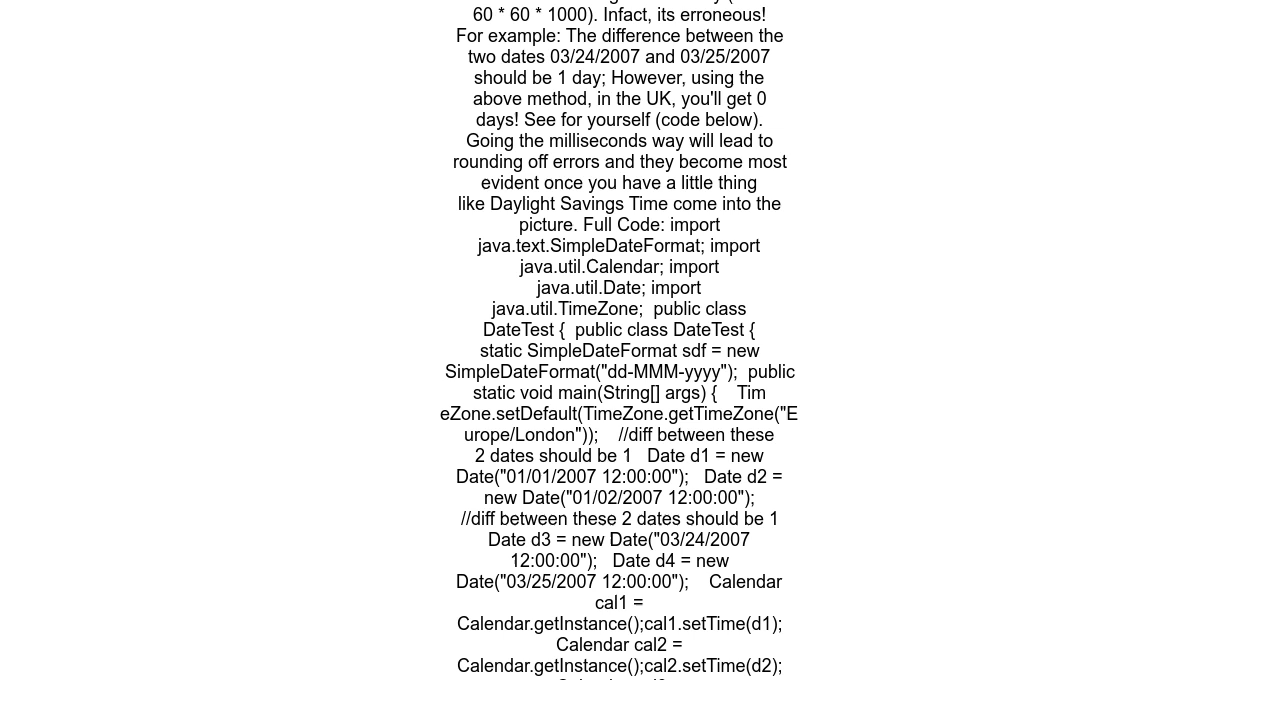 60 * 60 * 1000). Infact, its erroneous!
For example: The difference between the
two dates 03/24/2007 and 03/25/2007
should be 1 day; However, using the
above method, in the UK, you'll get 0
days! See for yourself (code below).
Going the milliseconds way will lead to
rounding off errors and they become most
evident once you have a little thing
like Daylight Savings Time come into the
picture. Full Code: import
java.text.SimpleDateFormat; import
java.util.Calendar; import
java.util.Date; import
java.util.TimeZone;  public class
DateTest {  public class DateTest {
static SimpleDateFormat sdf = new
SimpleDateFormat("dd-MMM-yyyy");  public
static void main(String[] args) {    Tim
eZone.setDefault(TimeZone.getTimeZone("E
urope/London"));    //diff between these
2 dates should be 1   Date d1 = new
Date("01/01/2007 12:00:00");   Date d2 =
new Date("01/02/2007 12:00:00");
//diff between these 2 dates should be 1
Date d3 = new Date("03/24/2007
12:00:00");   Date d4 = new
Date("03/25/2007 12:00:00");    Calendar
cal1 =
Calendar.getInstance();cal1.setTime(d1);
Calendar cal2 =
Calendar.getInstance();cal2.setTime(d2);